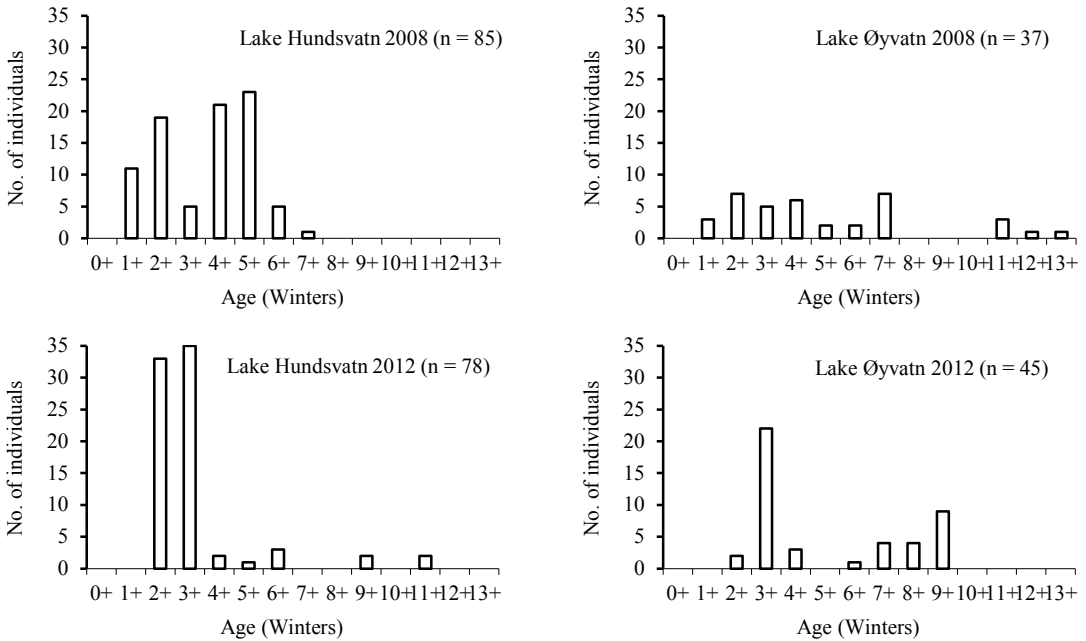 Lake Hundsvatn 2008 (n = 85)
No. of individuals
35
30
25
20
15
10
5
0
0+ 1+ 2+ 3+ 4+ 5+ 6+ 7+ 8+ 9+ 10+ 11+ 12+ 13+
Age (Winters)
Lake Øyvatn 2008 (n = 37)
No. of individuals
35
30
25
20
15
10
5
0
0+ 1+ 2+ 3+ 4+ 5+ 6+ 7+ 8+ 9+ 10+ 11+ 12+ 13+
Age (Winters)
Lake Hundsvatn 2012 (n = 78)
No. of individuals
35
30
25
20
15
10
5
0
0+ 1+ 2+ 3+ 4+ 5+ 6+ 7+ 8+ 9+ 10+ 11+ 12+ 13+
Age (Winters)
Lake Øyvatn 2012 (n = 45)
No. of individuals
35
30
25
20
15
10
5
0
0+ 1+ 2+ 3+ 4+ 5+ 6+ 7+ 8+ 9+ 10+ 11+ 12+ 13+
Age (Winters)